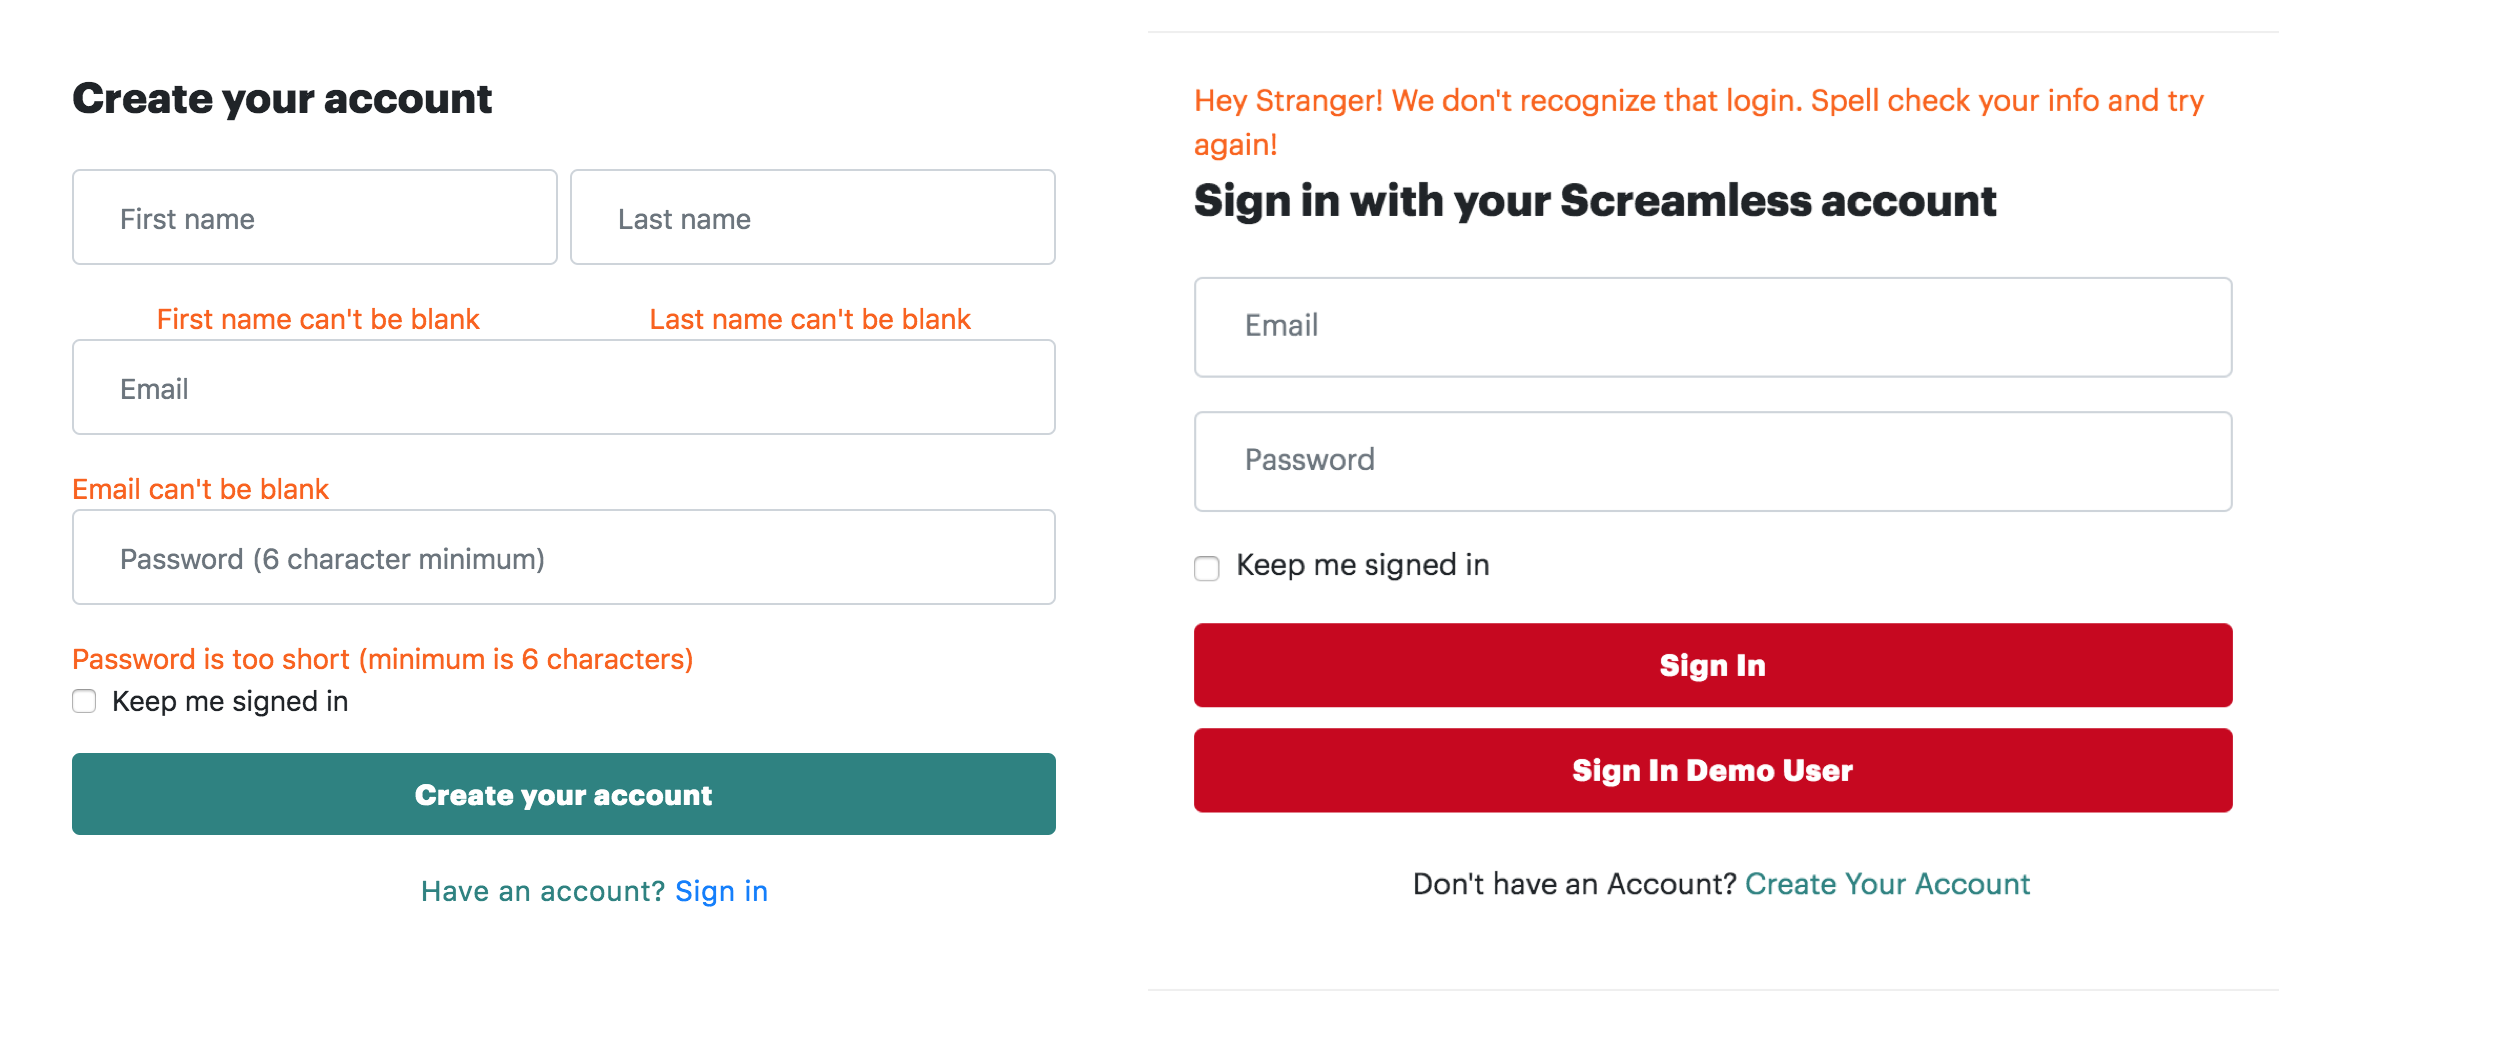 Create your account
First name
Last name
First name can't be blank
Last name can't be blank
Email
Email can't be blank
Password (6 character minimum)
Password is too short (minimum is 6 characters)
Keep me signed in
Create your account
Have an account? Sign in
Hey Stranger! We don't recognize that login. Spell check your info and try
again!
Sign in with your Screamless account
Email
Password
Keep me signed in
Sign In
Sign In Demo User
Don't have an Account? Create Your Account